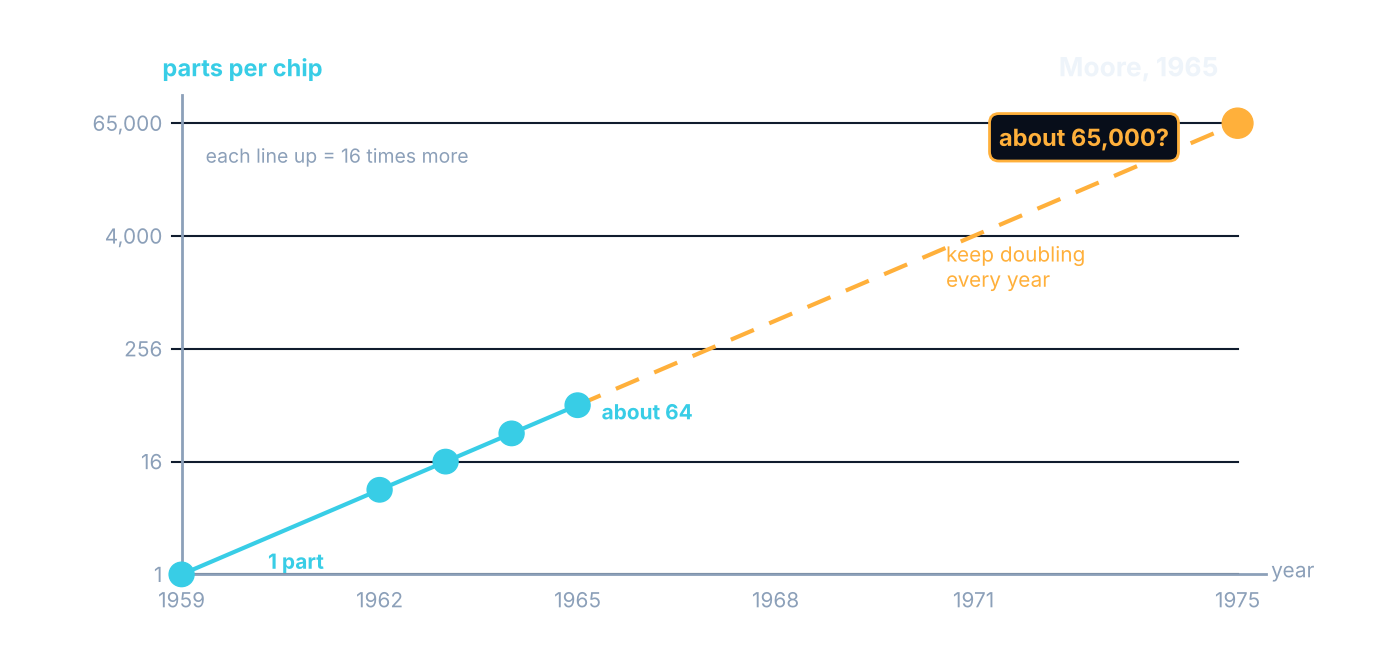 parts per chip
Moore, 1965
65,000
about 65,000?
each line up = 16 times more
4,000
keep doubling
every year
256
about 64
16
1 part
1
year
1959
1962
1965
1968
1971
1975